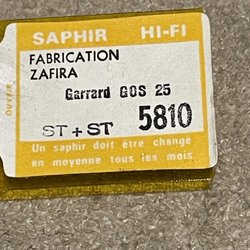 SAPHIR HI-FI
FABRICATION
ZAFIRA
Garrard GOS 25
ST + ST 5810
Un saphir doit être changé
en moyenne tous les mois
OUVRIR